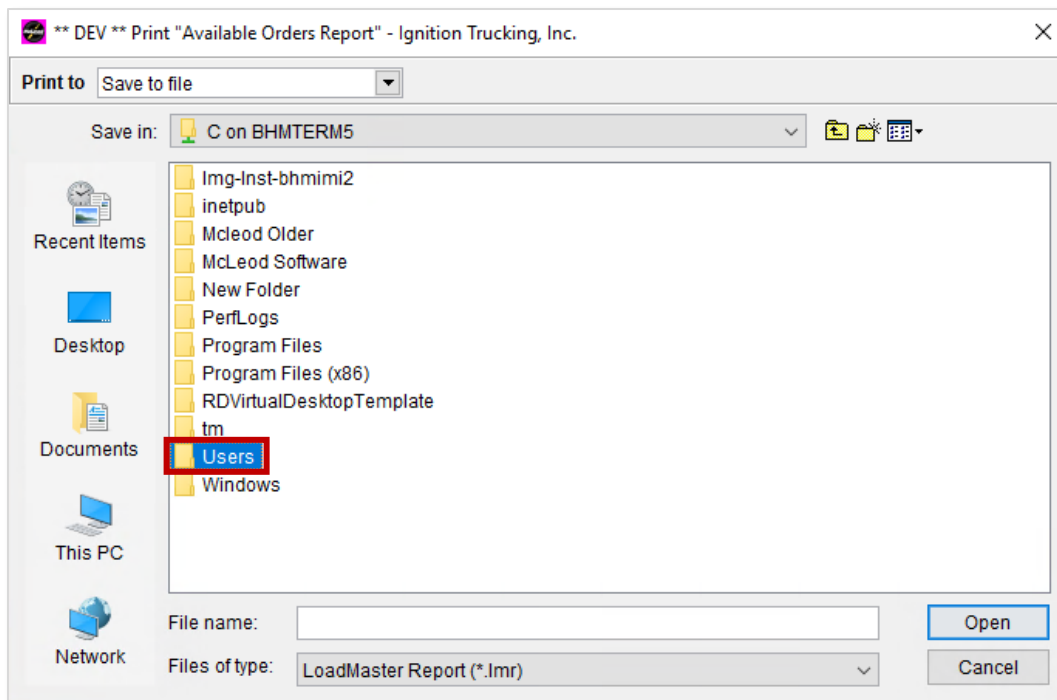 ** DEV ** Print "Available Orders Report" - Ignition Trucking, Inc.
Print to Save to file
Save in: C on BHMTERM5
Img-Inst-bhmimi2
inetpub
Mcleod Older
McLeod Software
New Folder
PerfLogs
Program Files
Program Files (x86)
RDVirtualDesktopTemplate
tm
Users
Windows
Recent Items
Desktop
Documents
This PC
Network
File name:
Open
Files of type: LoadMaster Report (*.lmr)
Cancel